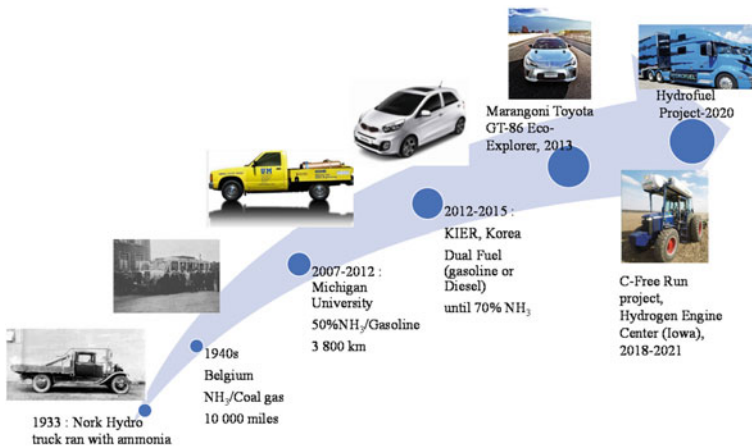 1933 : Nork Hydro
truck ran with ammonia
1940s
Belgium
NH₃/Coal gas
10 000 miles
2007-2012 :
Michigan
University
50%NH₃/Gasoline
3 800 km
2012-2015 :
KIER, Korea
Dual Fuel
(gasoline or
Diesel)
until 70% NH₃
Marangoni Toyota
GT-86 Eco-
Explorer, 2013
Hydrofuel
Project-2020
C-Free Run
project,
Hydrogen Engine
Center (Iowa),
2018-2021